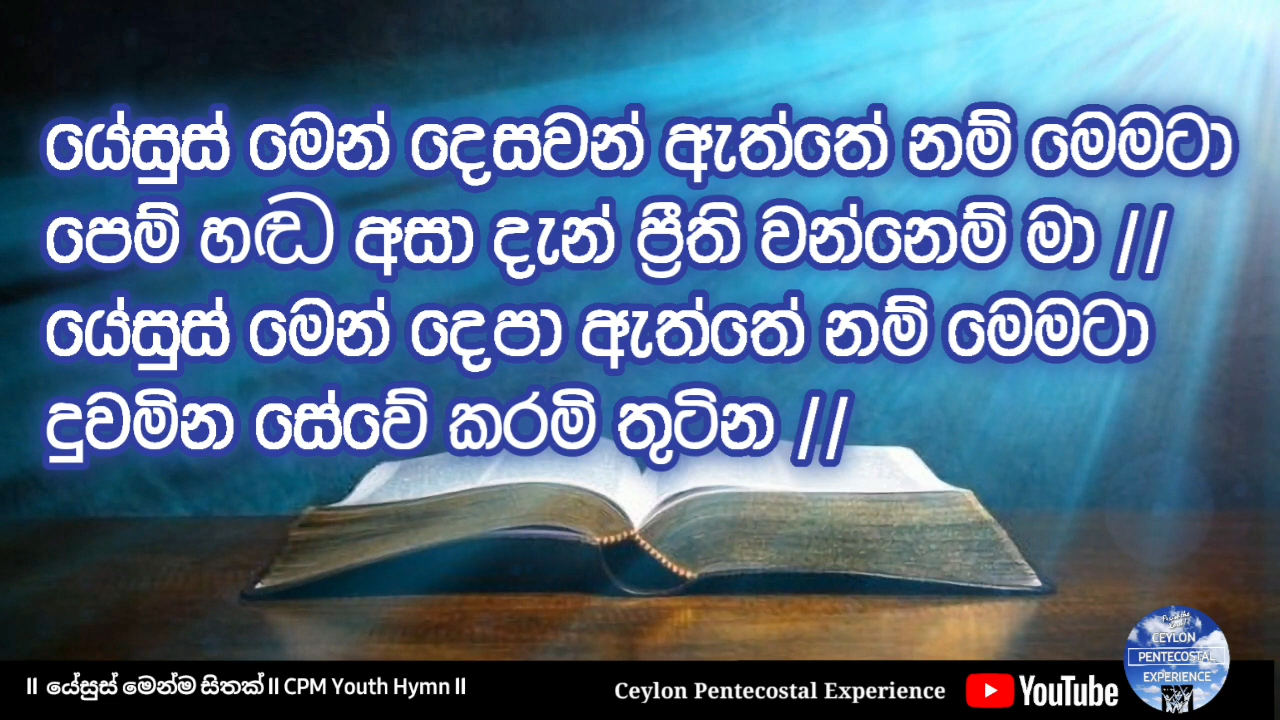 යේසුස් මෙන් දෙසවන් ඇත්තේ නම් මෙමටා
පෙම් හඬ අසා දැන් ප්‍රීති වන්නෙම් මා //
යේසුස් මෙන් දෙපා ඇත්තේ නම් මෙමටා
දුවමින සේවේ කරමි තුටින //
II යේසුස් මෙන්ම සිතක් II CPM Youth Hymn II
Ceylon Pentecostal Experience
YouTube
CEYLON
PENTECOSTAL
EXPERIENCE